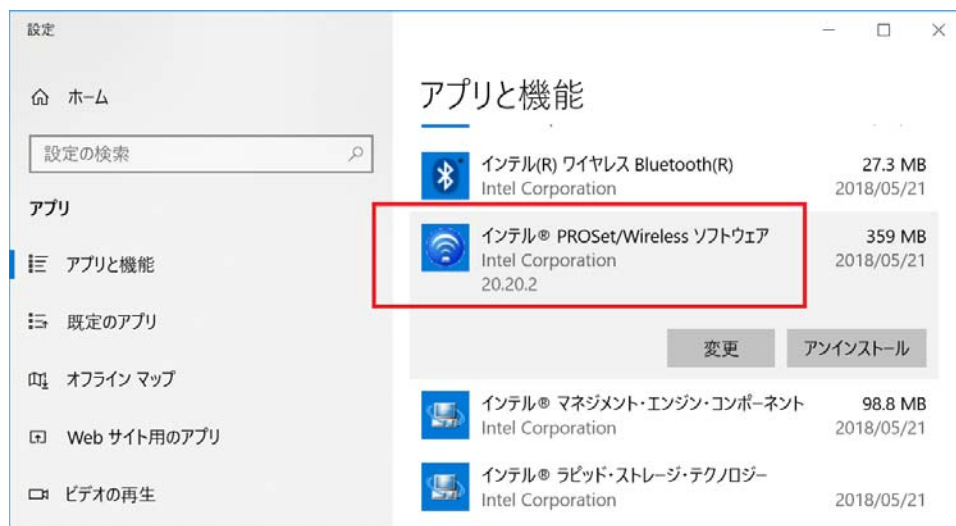 設定
ホーム
設定の検索
アプリ
アプリと機能
既定のアプリ
オフライン マップ
Web サイト用のアプリ
ビデオの再生
アプリと機能
インテル(R) ワイヤレス Bluetooth(R) 27.3 MB
Intel Corporation 2018/05/21
インテル® PROSet/Wireless ソフトウェア 359 MB
Intel Corporation 2018/05/21
20.20.2
変更 アンインストール
インテル® マネジメント・エンジン・コンポーネント 98.8 MB
Intel Corporation 2018/05/21
インテル® ラピッド・ストレージ・テクノロジー
Intel Corporation 2018/05/21